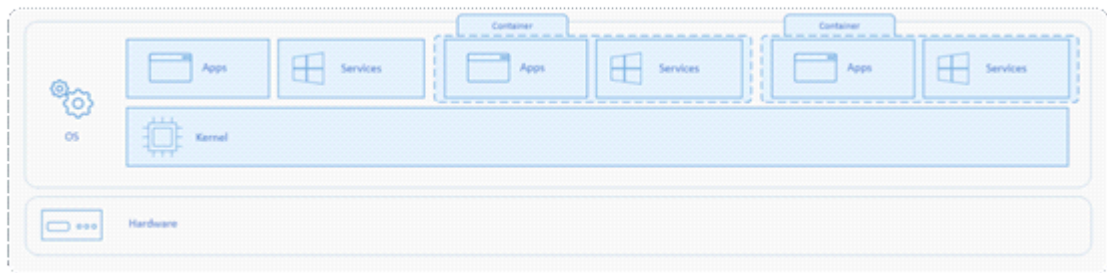 Container Container
Apps Services Apps Services Apps Services
OS
Kernel
Hardware